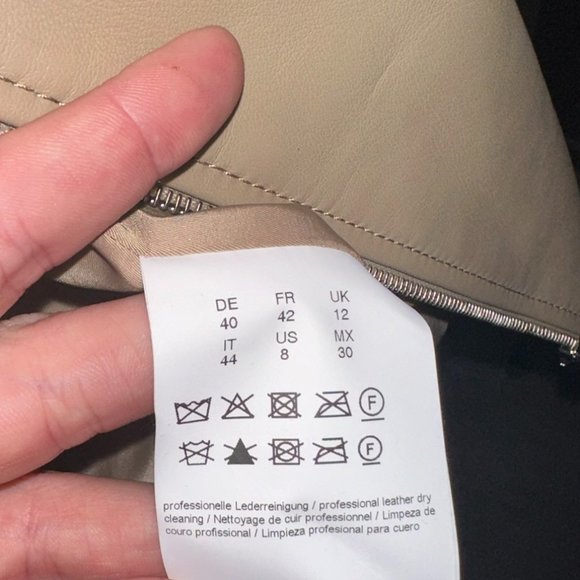 DE FR UK
40 42 12
IT US MX
44 8 30
F
F
professionelle Lederreinigung / professional leather dry
cleaning / Nettoyage de cuir professionnel / Limpeza de
couro profissional / Limpieza profesional para cuero